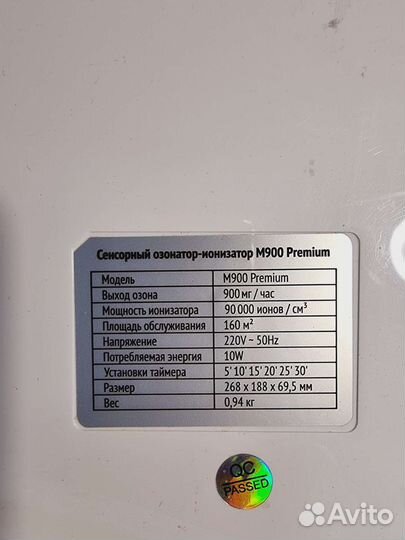 Сенсорный озонатор-ионизатор M900 Premium
Модель M900 Premium
Выход озона 900 мг / час
Мощность ионизатора 90 000 ионов / см³
Площадь обслуживания 160 м²
Напряжение 220V ~ 50Hz
Потребляемая энергия 10W
Установки таймера 5' 10' 15' 20' 25' 30'
Размер 268 x 188 x 69,5 мм
Вес 0,94 кг
QC
PASSED
Avito